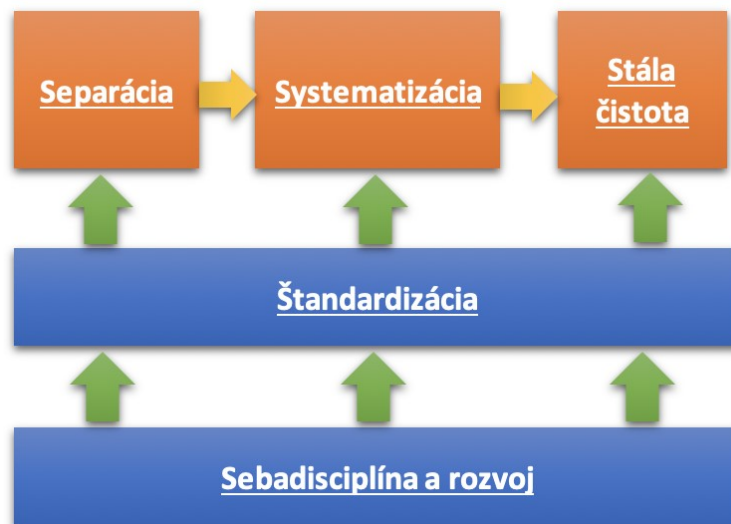 Separácia
Systematizácia
Stála
čistota
Štandardizácia
Sebadisciplína a rozvoj